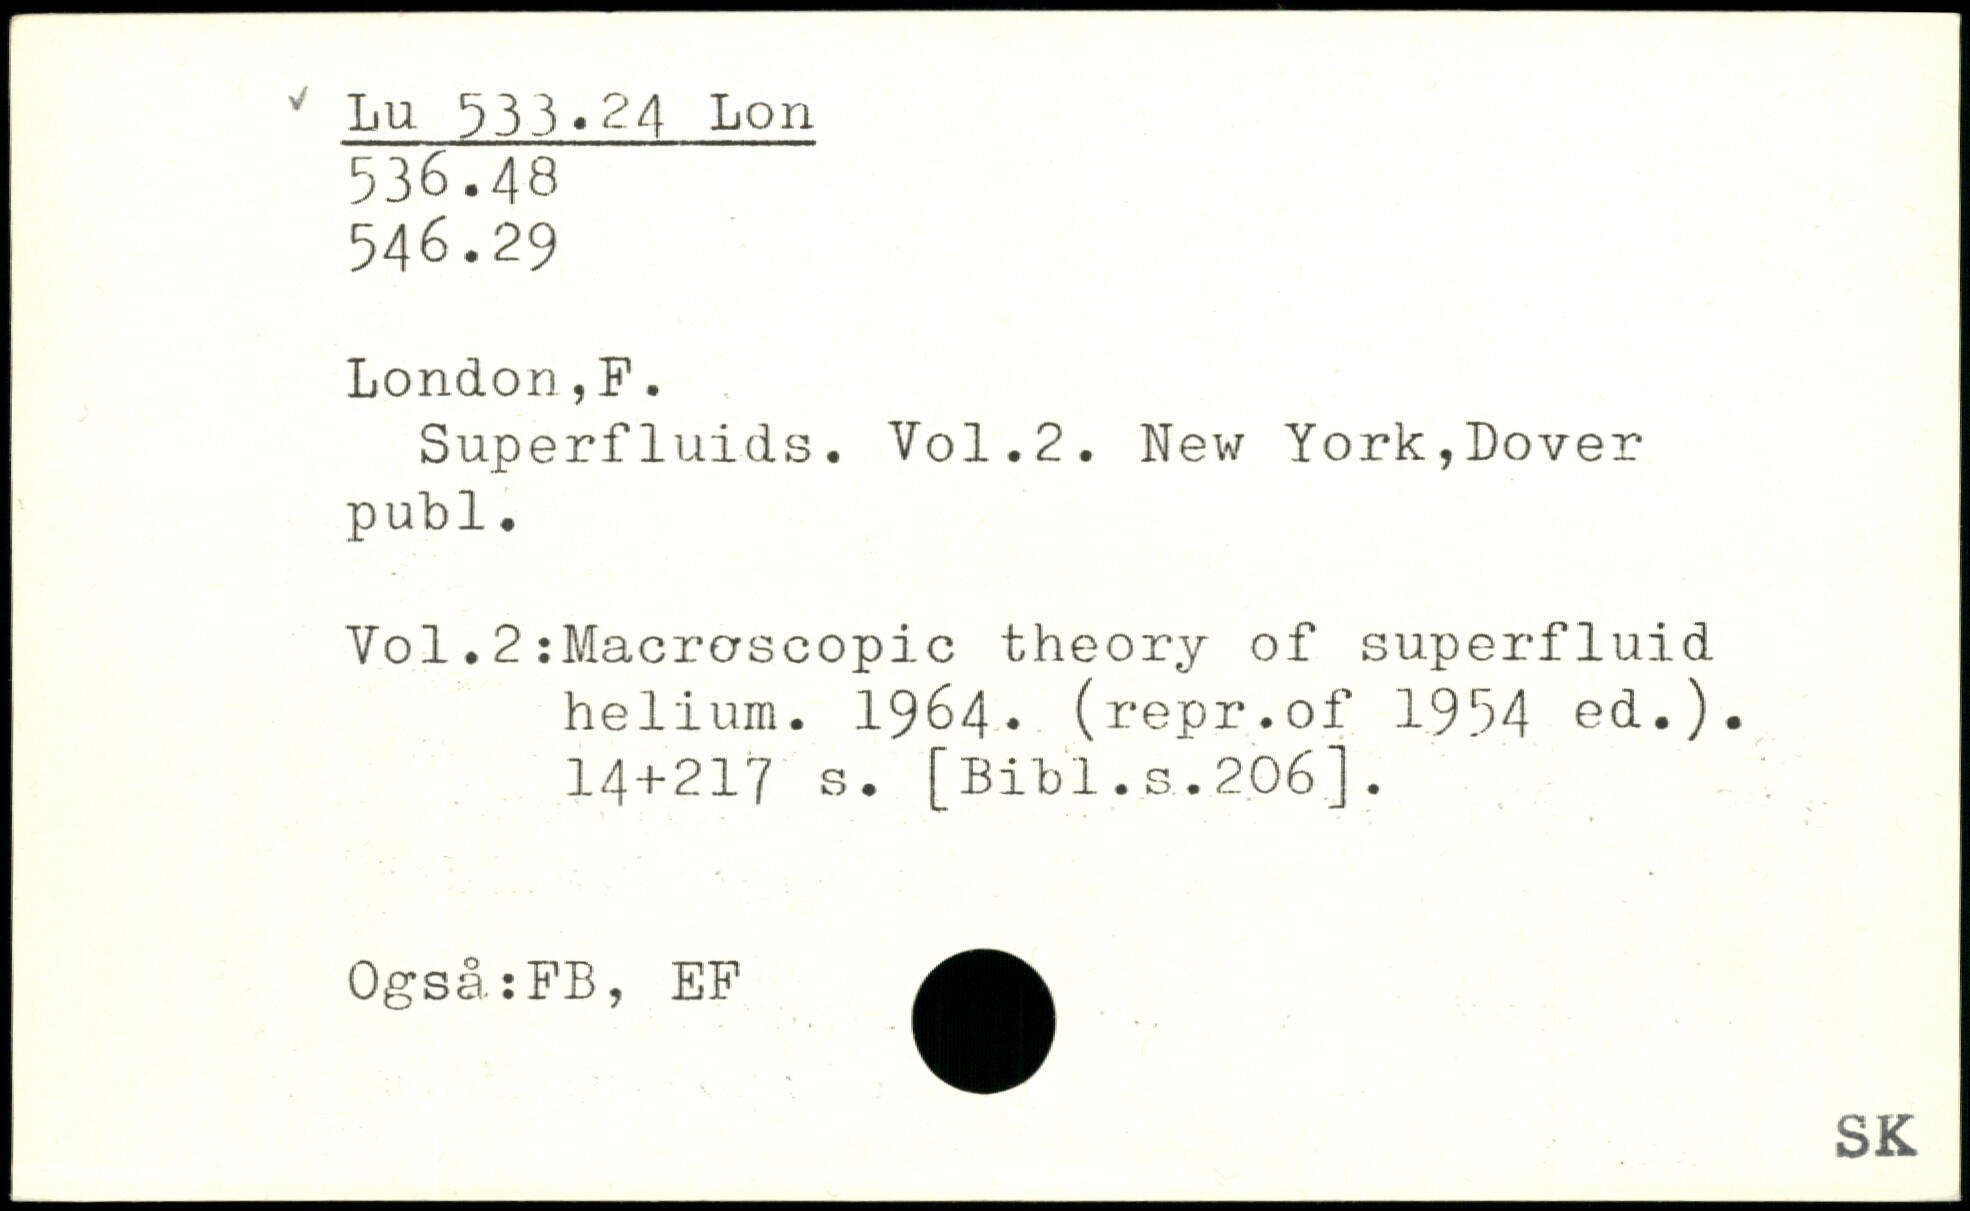 ✓ Lu 533.24 Lon
536.48
546.29
London,F.
Superfluids. Vol.2. New York,Dover
publ.
Vol.2:Macroscopic theory of superfluid
helium. 1964. (repr.of 1954 ed.).
14+217 s. [Bibl.s.206].
Også:FB, EF
SK